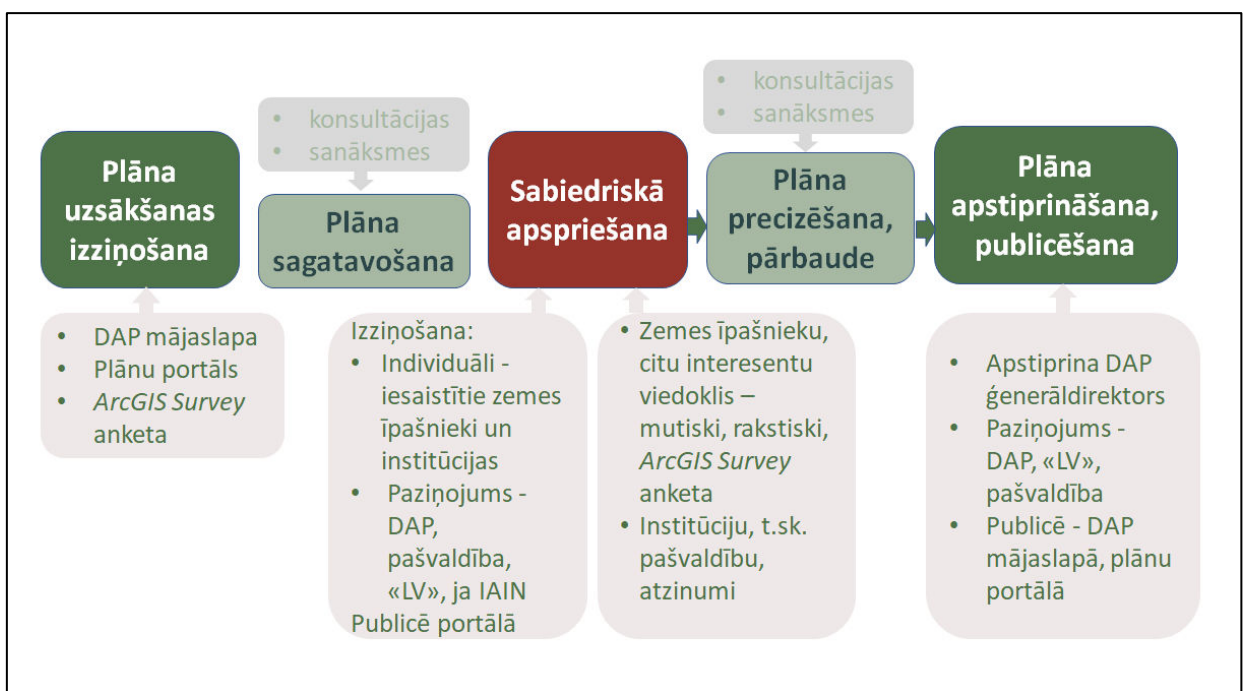 Plāna
uzsākšanas
izziņošana
• DAP mājaslapa
• Plānu portāls
• ArcGIS Survey
anketa
• konsultācijas
• sanāksmes
Plāna
sagatavošana
Sabiedriskā
apspriešana
Izziņošana:
• Individuāli -
iesaistītie zemes
īpašnieki un
institūcijas
• Paziņojums -
DAP,
pašvaldība,
«LV», ja IAIN
Publicē portālā
• Zemes īpašnieku,
citu interesentu
viedoklis –
mutiski, rakstiski,
ArcGIS Survey
anketa
• Institūciju, t.sk.
pašvaldību,
atzinumi
• konsultācijas
• sanāksmes
Plāna
precizēšana,
pārbaude
Plāna
apstiprināšana,
publicēšana
• Apstiprina DAP
ģenerāldirektors
• Paziņojums -
DAP, «LV»,
pašvaldība
• Publicē - DAP
mājaslapā, plānu
portālā